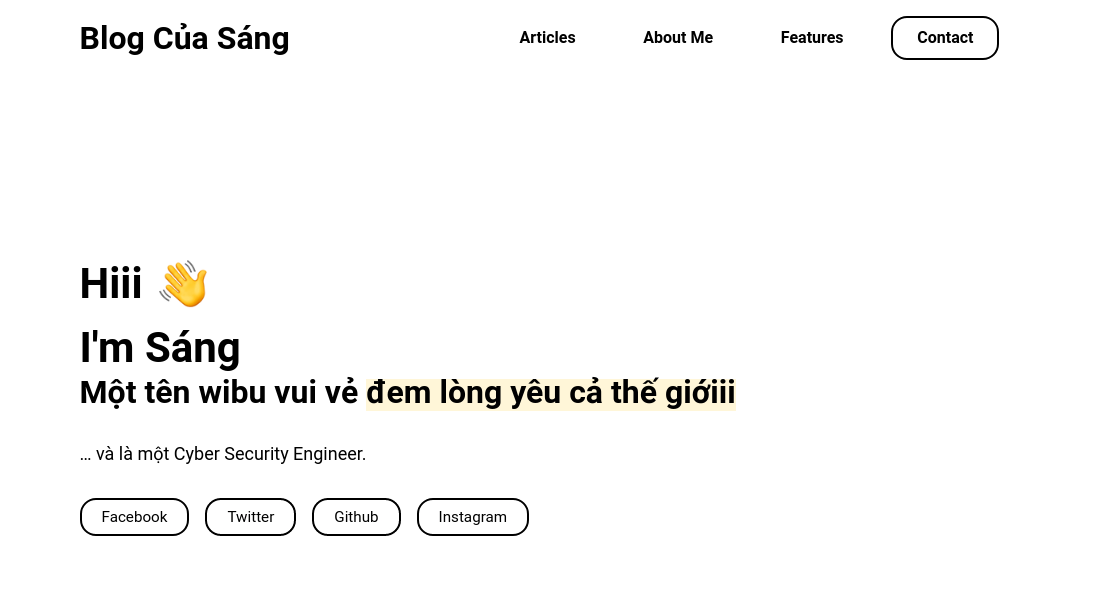 Blog Của Sáng
Articles
About Me
Features
Contact
Hiii 👋
I'm Sáng
Một tên wibu vui vẻ đem lòng yêu cả thế giớiii
… và là một Cyber Security Engineer.
Facebook
Twitter
Github
Instagram